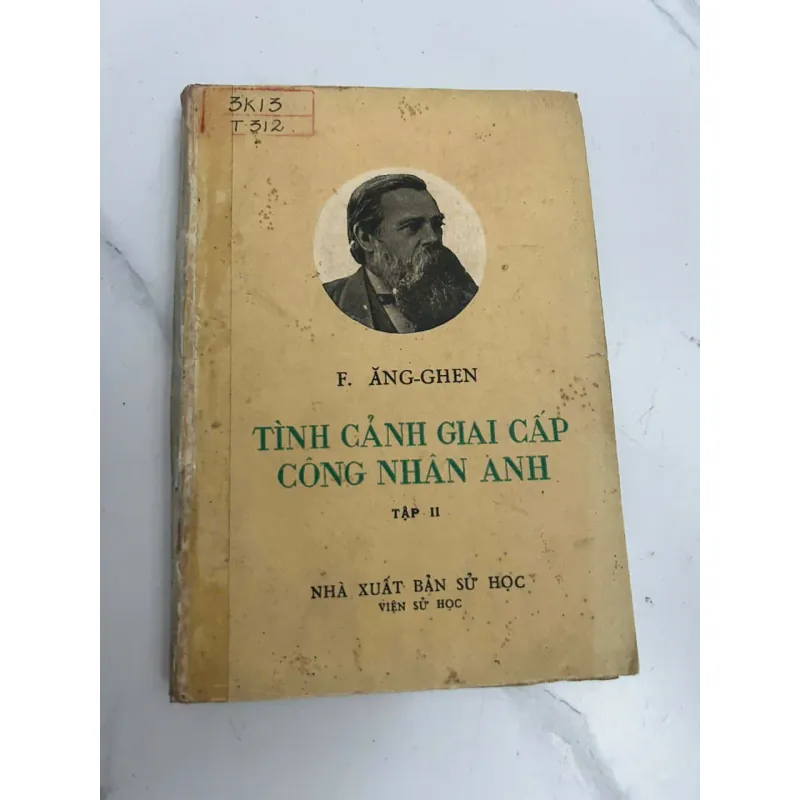 3K13
T-312
F. ĂNG-GHEN
TÌNH CẢNH GIAI CẤP
CÔNG NHÂN ANH
TẬP II
NHÀ XUẤT BẢN SỬ HỌC
VIỆN SỬ HỌC